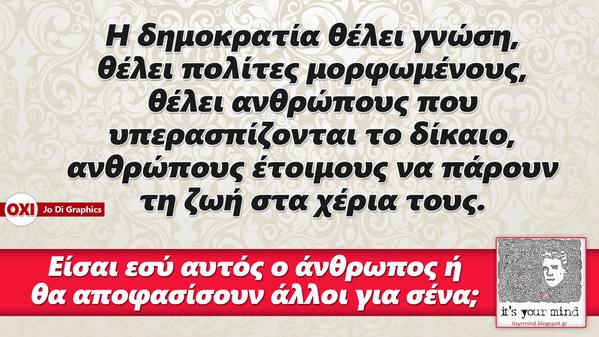 Η δημοκρατία θέλει γνώση,
θέλει πολίτες μορφωμένους,
θέλει ανθρώπους που
υπερασπίζονται το δίκαιο,
ανθρώπους έτοιμους να πάρουν
τη ζωή στα χέρια τους.
ΟΧΙ Jo Di Graphics
Είσαι εσύ αυτός ο άνθρωπος ή
θα αποφασίσουν άλλοι για σένα;
it's your mind
itsyrmind.blogspot.gr